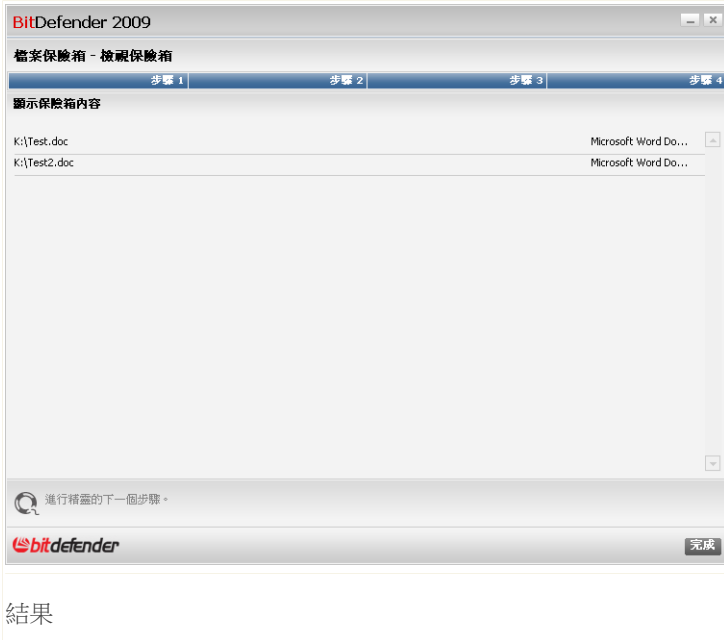 BitDefender 2009
檔案保險箱 - 檢視保險箱
步驟 1 步驟 2 步驟 3 步驟 4
顯示保險箱內容
K:\Test.doc Microsoft Word Do...
K:\Test2.doc Microsoft Word Do...
進行精靈的下一個步驟。
bitdefender
完成
結果